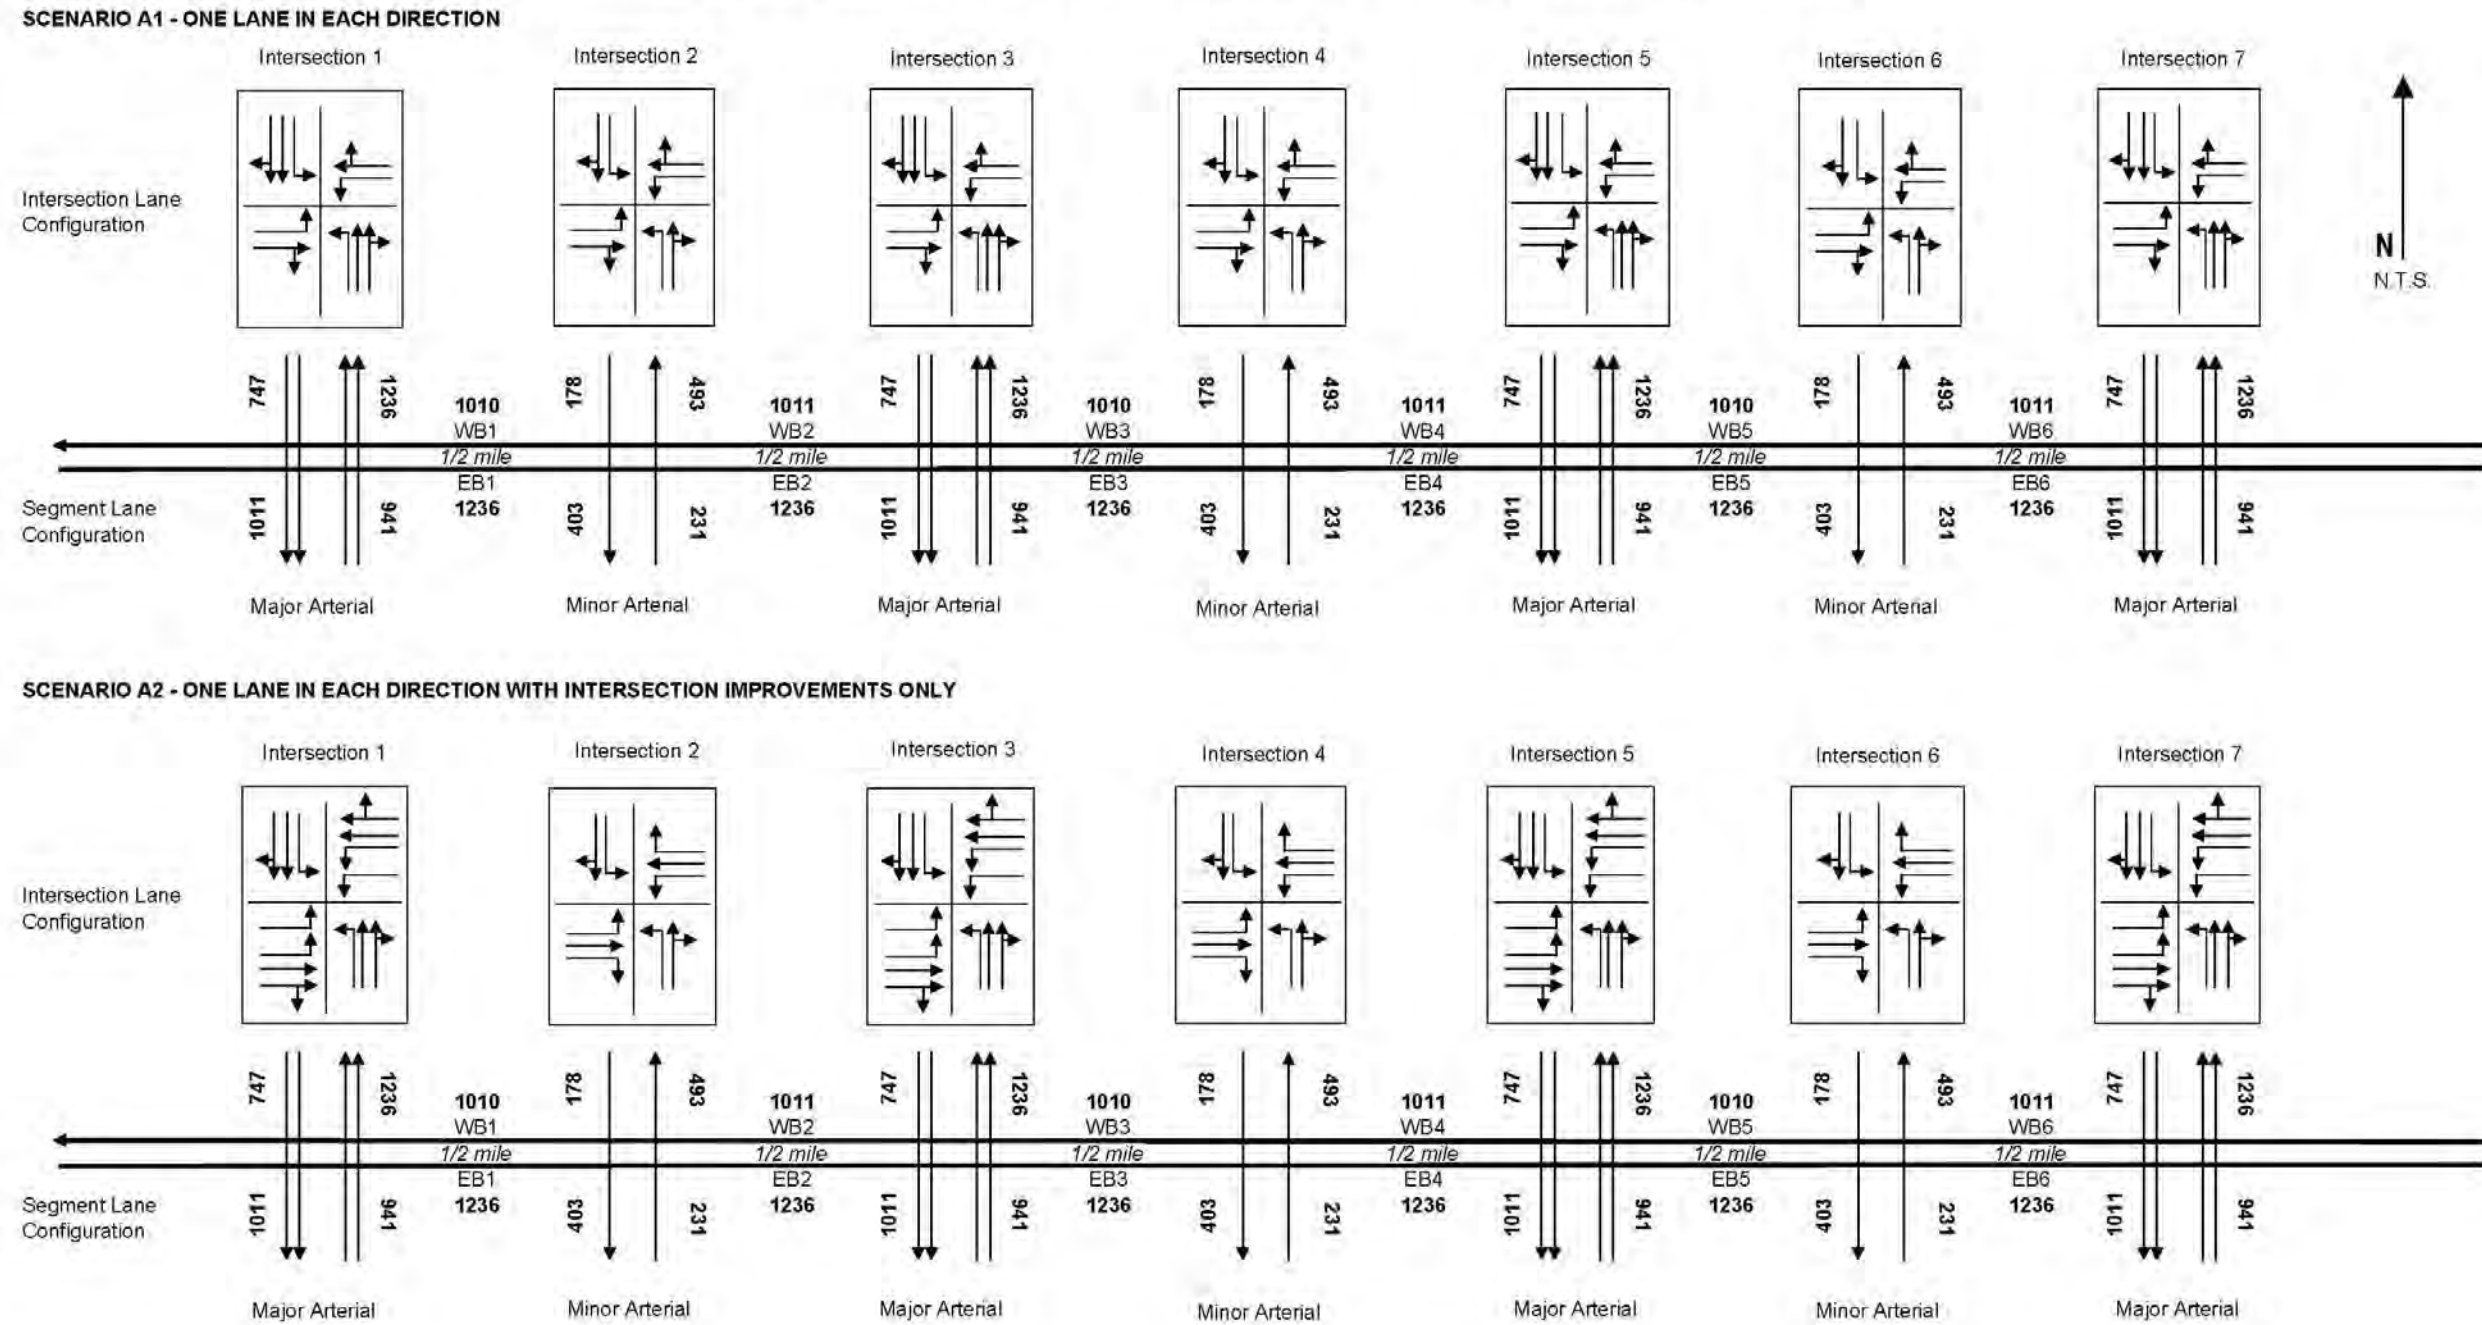 SCENARIO A1 - ONE LANE IN EACH DIRECTION
Intersection 1
Intersection 2
Intersection 3
Intersection 4
Intersection 5
Intersection 6
Intersection 7
Intersection Lane
Configuration
N
N.T.S.
747
1236
178
493
747
1236
178
493
747
1236
178
493
747
1236
1010
WB1
1/2 mile
EB1
1236
1011
WB2
1/2 mile
EB2
1236
1010
WB3
1/2 mile
EB3
1236
1011
WB4
1/2 mile
EB4
1236
1010
WB5
1/2 mile
EB5
1236
1011
WB6
1/2 mile
EB6
1236
Segment Lane
Configuration
1011
941
403
231
1011
941
403
231
1011
941
403
231
1011
941
Major Arterial
Minor Arterial
Major Arterial
Minor Arterial
Major Arterial
Minor Arterial
Major Arterial
SCENARIO A2 - ONE LANE IN EACH DIRECTION WITH INTERSECTION IMPROVEMENTS ONLY
Intersection 1
Intersection 2
Intersection 3
Intersection 4
Intersection 5
Intersection 6
Intersection 7
Intersection Lane
Configuration
747
1236
178
493
747
1236
178
493
747
1236
178
493
747
1236
1010
WB1
1/2 mile
EB1
1236
1011
WB2
1/2 mile
EB2
1236
1010
WB3
1/2 mile
EB3
1236
1011
WB4
1/2 mile
EB4
1236
1010
WB5
1/2 mile
EB5
1236
1011
WB6
1/2 mile
EB6
1236
Segment Lane
Configuration
1011
941
403
231
1011
941
403
231
1011
941
403
231
1011
941
Major Arterial
Minor Arterial
Major Arterial
Minor Arterial
Major Arterial
Minor Arterial
Major Arterial